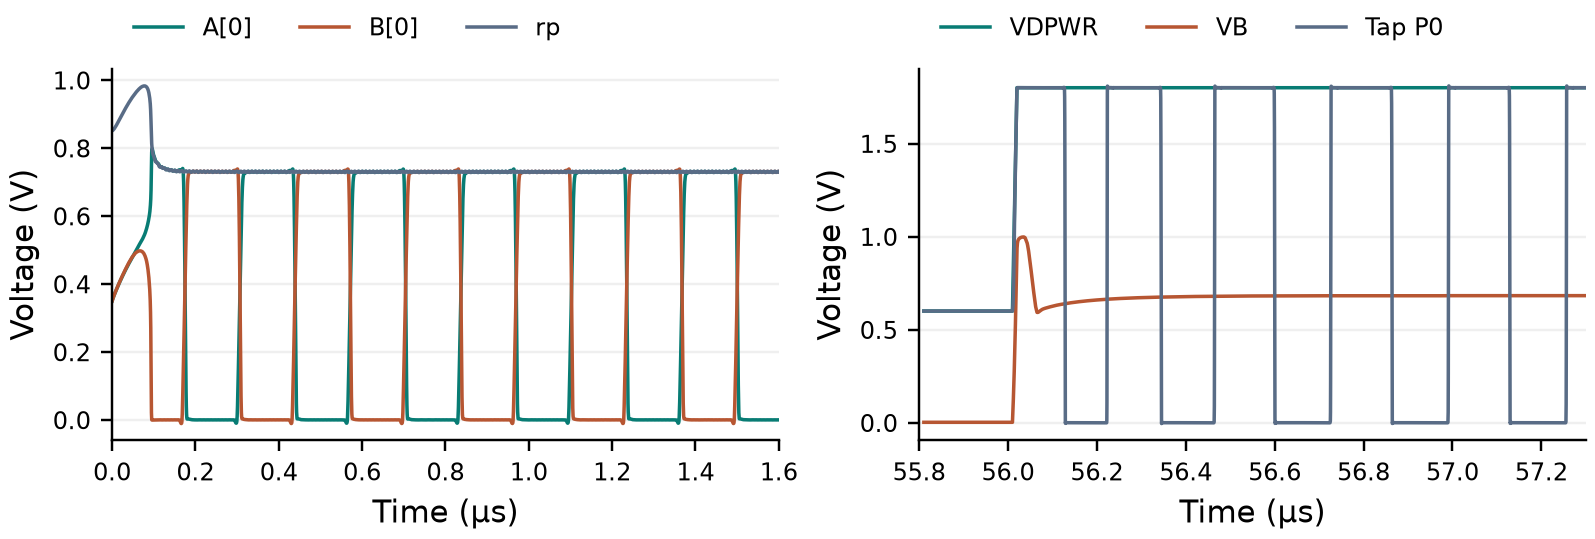 A[0] B[0] rp
1.0
0.8
0.6
0.4
0.2
0.0
Voltage (V)
0.0 0.2 0.4 0.6 0.8 1.0 1.2 1.4 1.6
Time (µs)
VDPWR VB Tap P0
1.5
1.0
0.5
0.0
Voltage (V)
55.8 56.0 56.2 56.4 56.6 56.8 57.0 57.2
Time (µs)